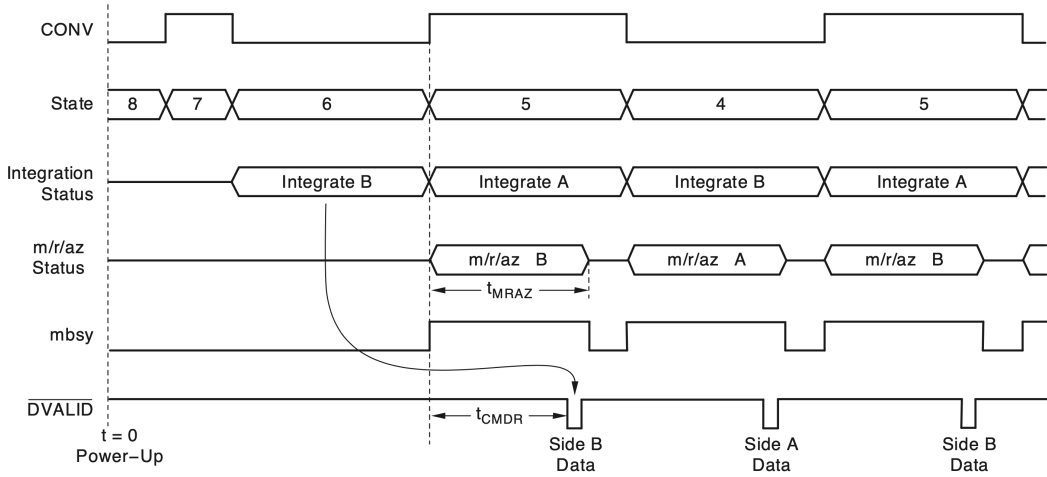 CONV
State
8
7
6
5
4
5
Integration
Status
Integrate B
Integrate A
Integrate B
Integrate A
m/r/az
Status
m/r/az B
m/r/az A
m/r/az B
tMRAZ
mbsy
DVALID
tCMDR
t = 0
Power–Up
Side B
Data
Side A
Data
Side B
Data